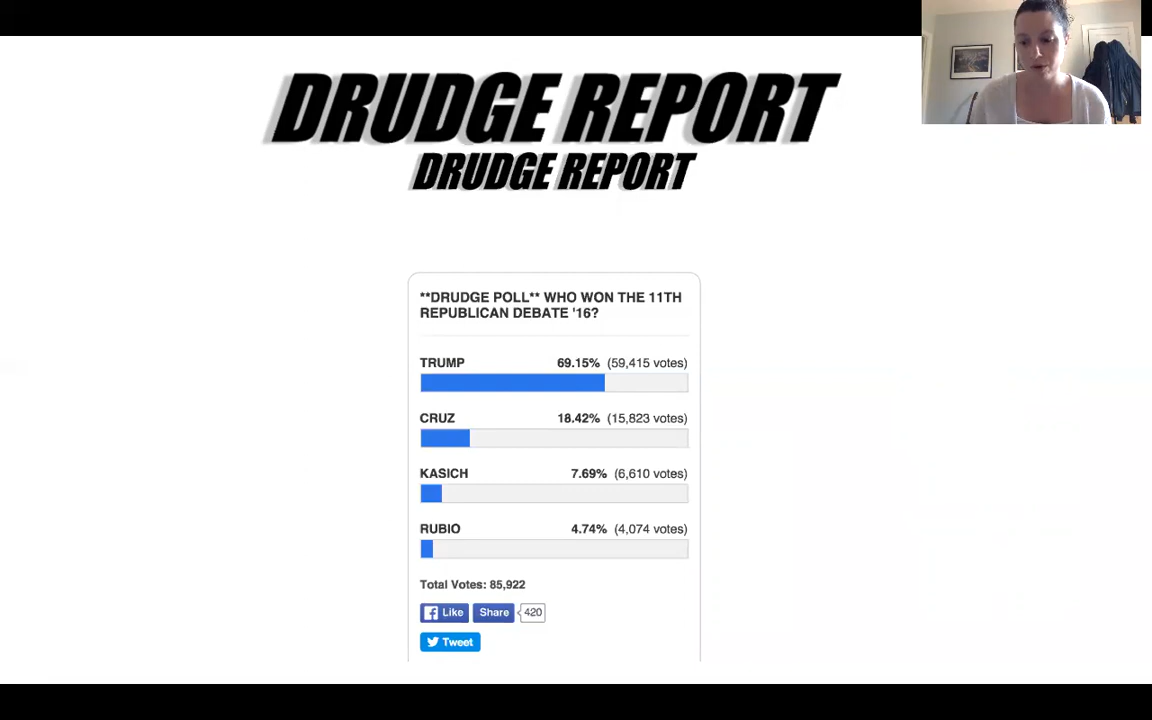 DRUDGE REPORT
DRUDGE REPORT
**DRUDGE POLL** WHO WON THE 11TH
REPUBLICAN DEBATE '16?
TRUMP 69.15% (59,415 votes)
CRUZ 18.42% (15,823 votes)
KASICH 7.69% (6,610 votes)
RUBIO 4.74% (4,074 votes)
Total Votes: 85,922
Like Share 420
Tweet